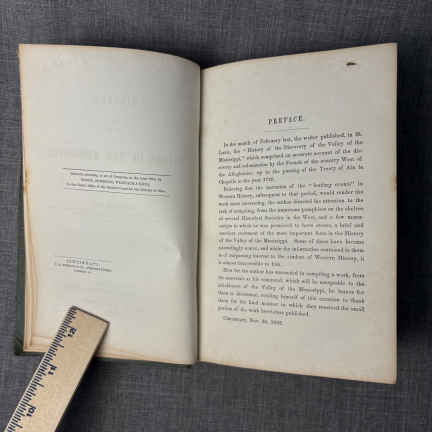 CINCINNATI:
PREFACE.
In the month of February last, the writer published, in St.
Louis, the "History of the Discovery of the Valley of the
Mississippi," which comprised an accurate account of the dis-
covery and settlement by the French of the country West of
the Alleghanies, up to the passing of the Treaty of Aix la
Chapelle in the year 1748.
Believing that the narration of the "leading events" in
Western History, subsequent to that period, would render the
work more interesting, the author directed his attention to the
task of compiling, from the numerous pamphlets on the shelves
of several Historical Societies in the West, and a few manu-
scripts to which he was permitted to have access, a brief and
succinct statement of the most important facts in the History
of the Valley of the Mississippi. Some of these have become
exceedingly scarce, and while the information contained in them
is of surpassing interest to the student of Western History, it
is almost inaccessible to him.
How far the author has succeeded in compiling a work, from
the materials at his command, which will be acceptable to the
inhabitants of the Valley of the Mississippi, he leaves for
them to determine, availing himself of this occasion to thank
them for the kind manner in which they received the small
portion of the work heretofore published.
Cincinnati, Nov.